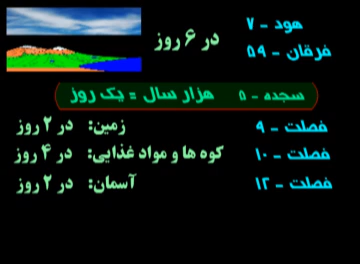 هود - ۷
فرقان - ۵۹
در ۶ روز
سجده - ۵ هزار سال = یک روز
فصلت - ۹ زمین: در ۲ روز
فصلت - ۱۰ کوه ها و مواد غذایی: در ۴ روز
فصلت - ۱۲ آسمان: در ۲ روز